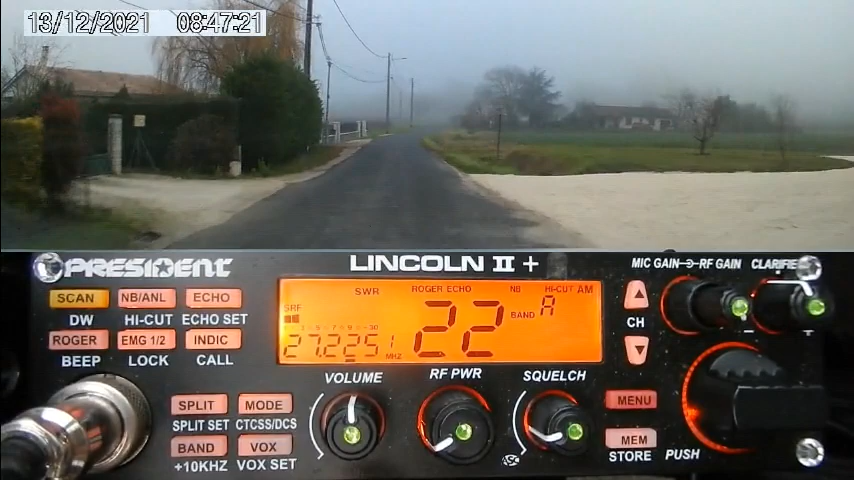 13/12/2021 08:47:21
PRESIDENT LINCOLN II +
MIC GAIN RF GAIN CLARIFIER
SCAN NB/ANL ECHO
DW HI-CUT ECHO SET
ROGER EMG 1/2 INDIC
BEEP LOCK CALL
SWR ROGER ECHO NB HI-CUT AM
SRF
22 BAND A
27.225 MHZ
CH
VOLUME RF PWR SQUELCH
SPLIT MODE
SPLIT SET CTCSS/DCS
BAND VOX
+10KHZ VOX SET
ASC
MENU
MEM
STORE PUSH